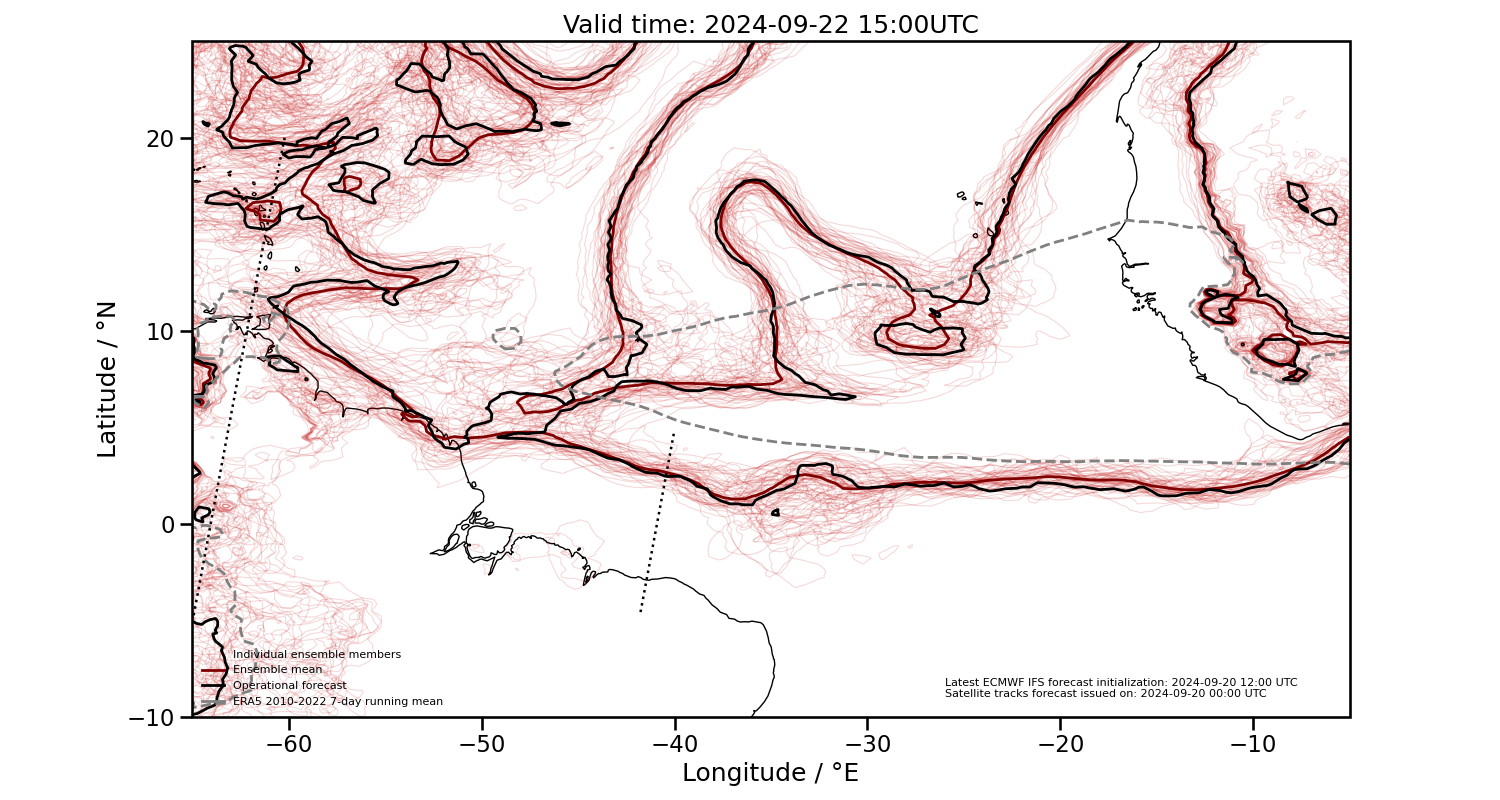 Valid time: 2024-09-22 15:00UTC
Latitude / °N
20
10
0
−10
Individual ensemble members
Ensemble mean
Operational forecast
ERA5 2010-2022 7-day running mean
Latest ECMWF IFS forecast initialization: 2024-09-20 12:00 UTC
Satellite tracks forecast issued on: 2024-09-20 00:00 UTC
−60
−50
−40
−30
−20
−10
Longitude / °E